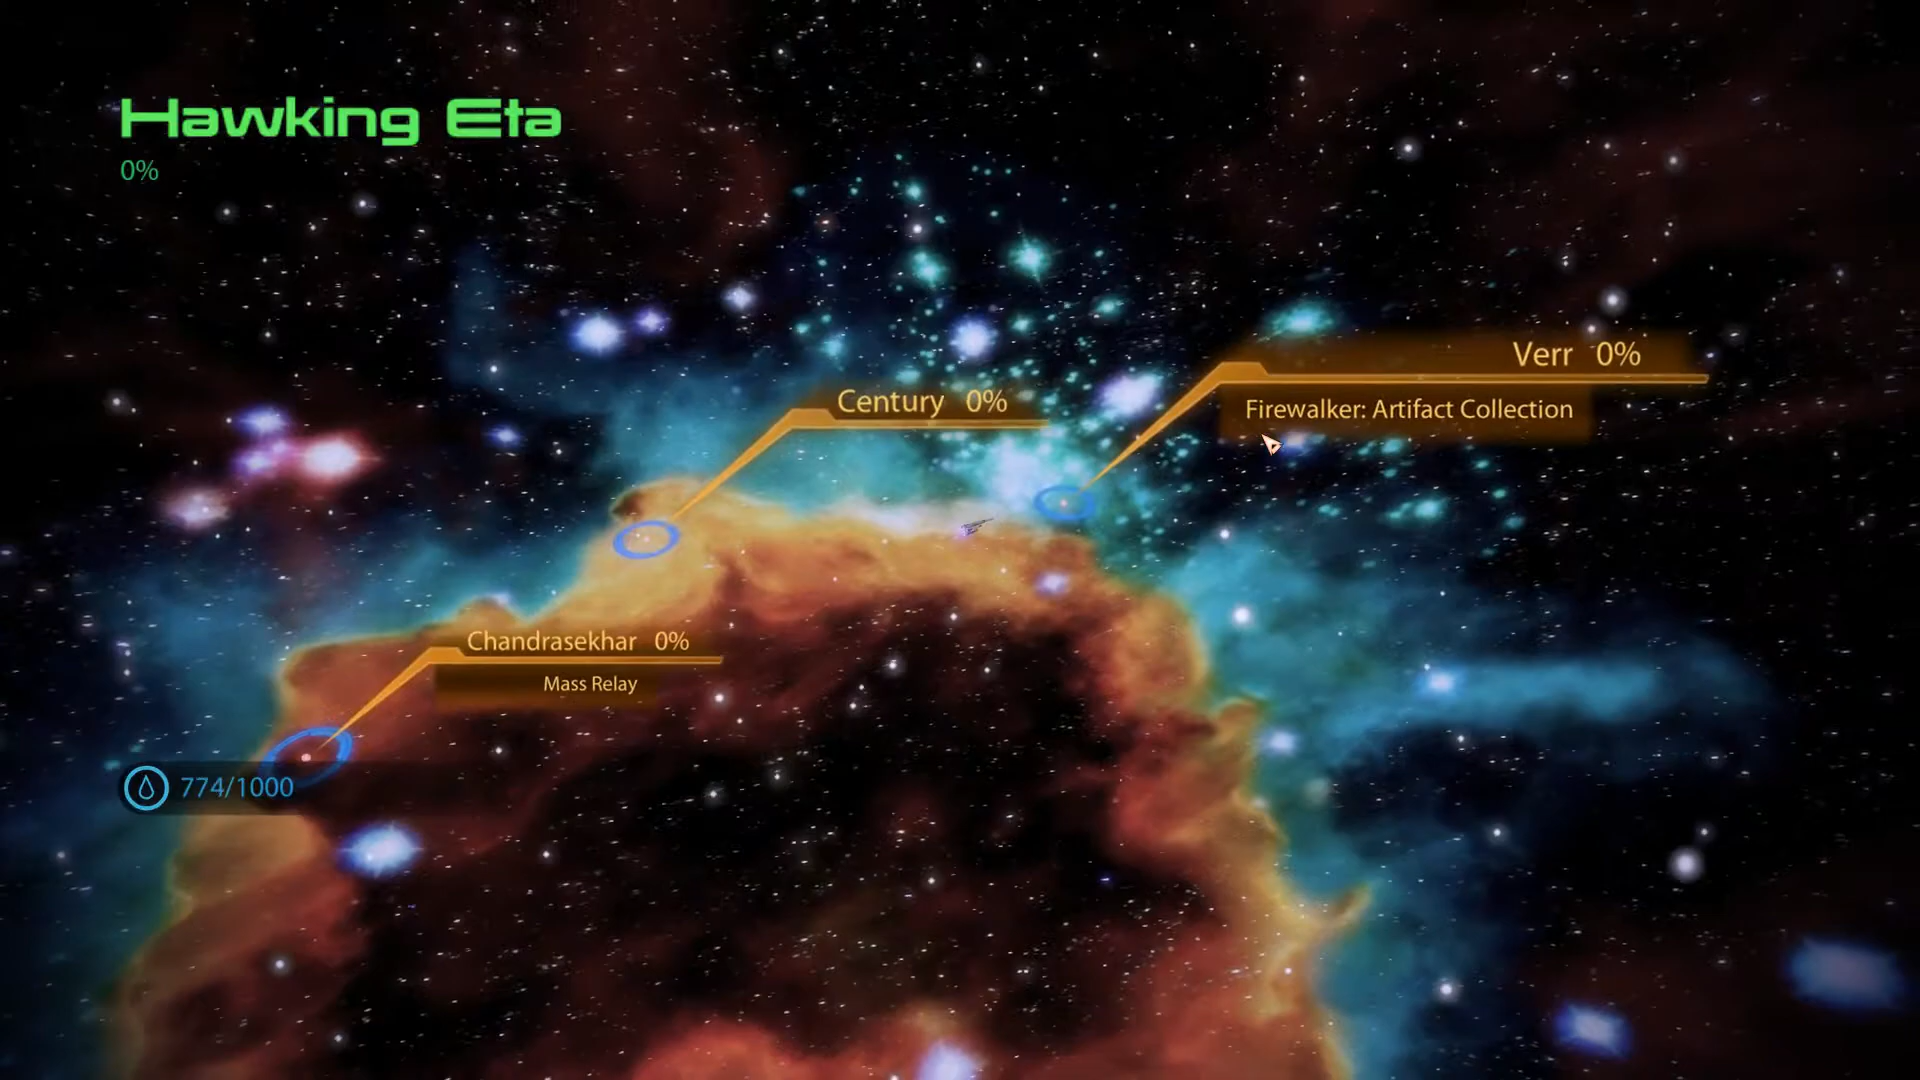 Hawking Eta
0%
Verr 0%
Firewalker: Artifact Collection
Century 0%
Chandrasekhar 0%
Mass Relay
774/1000